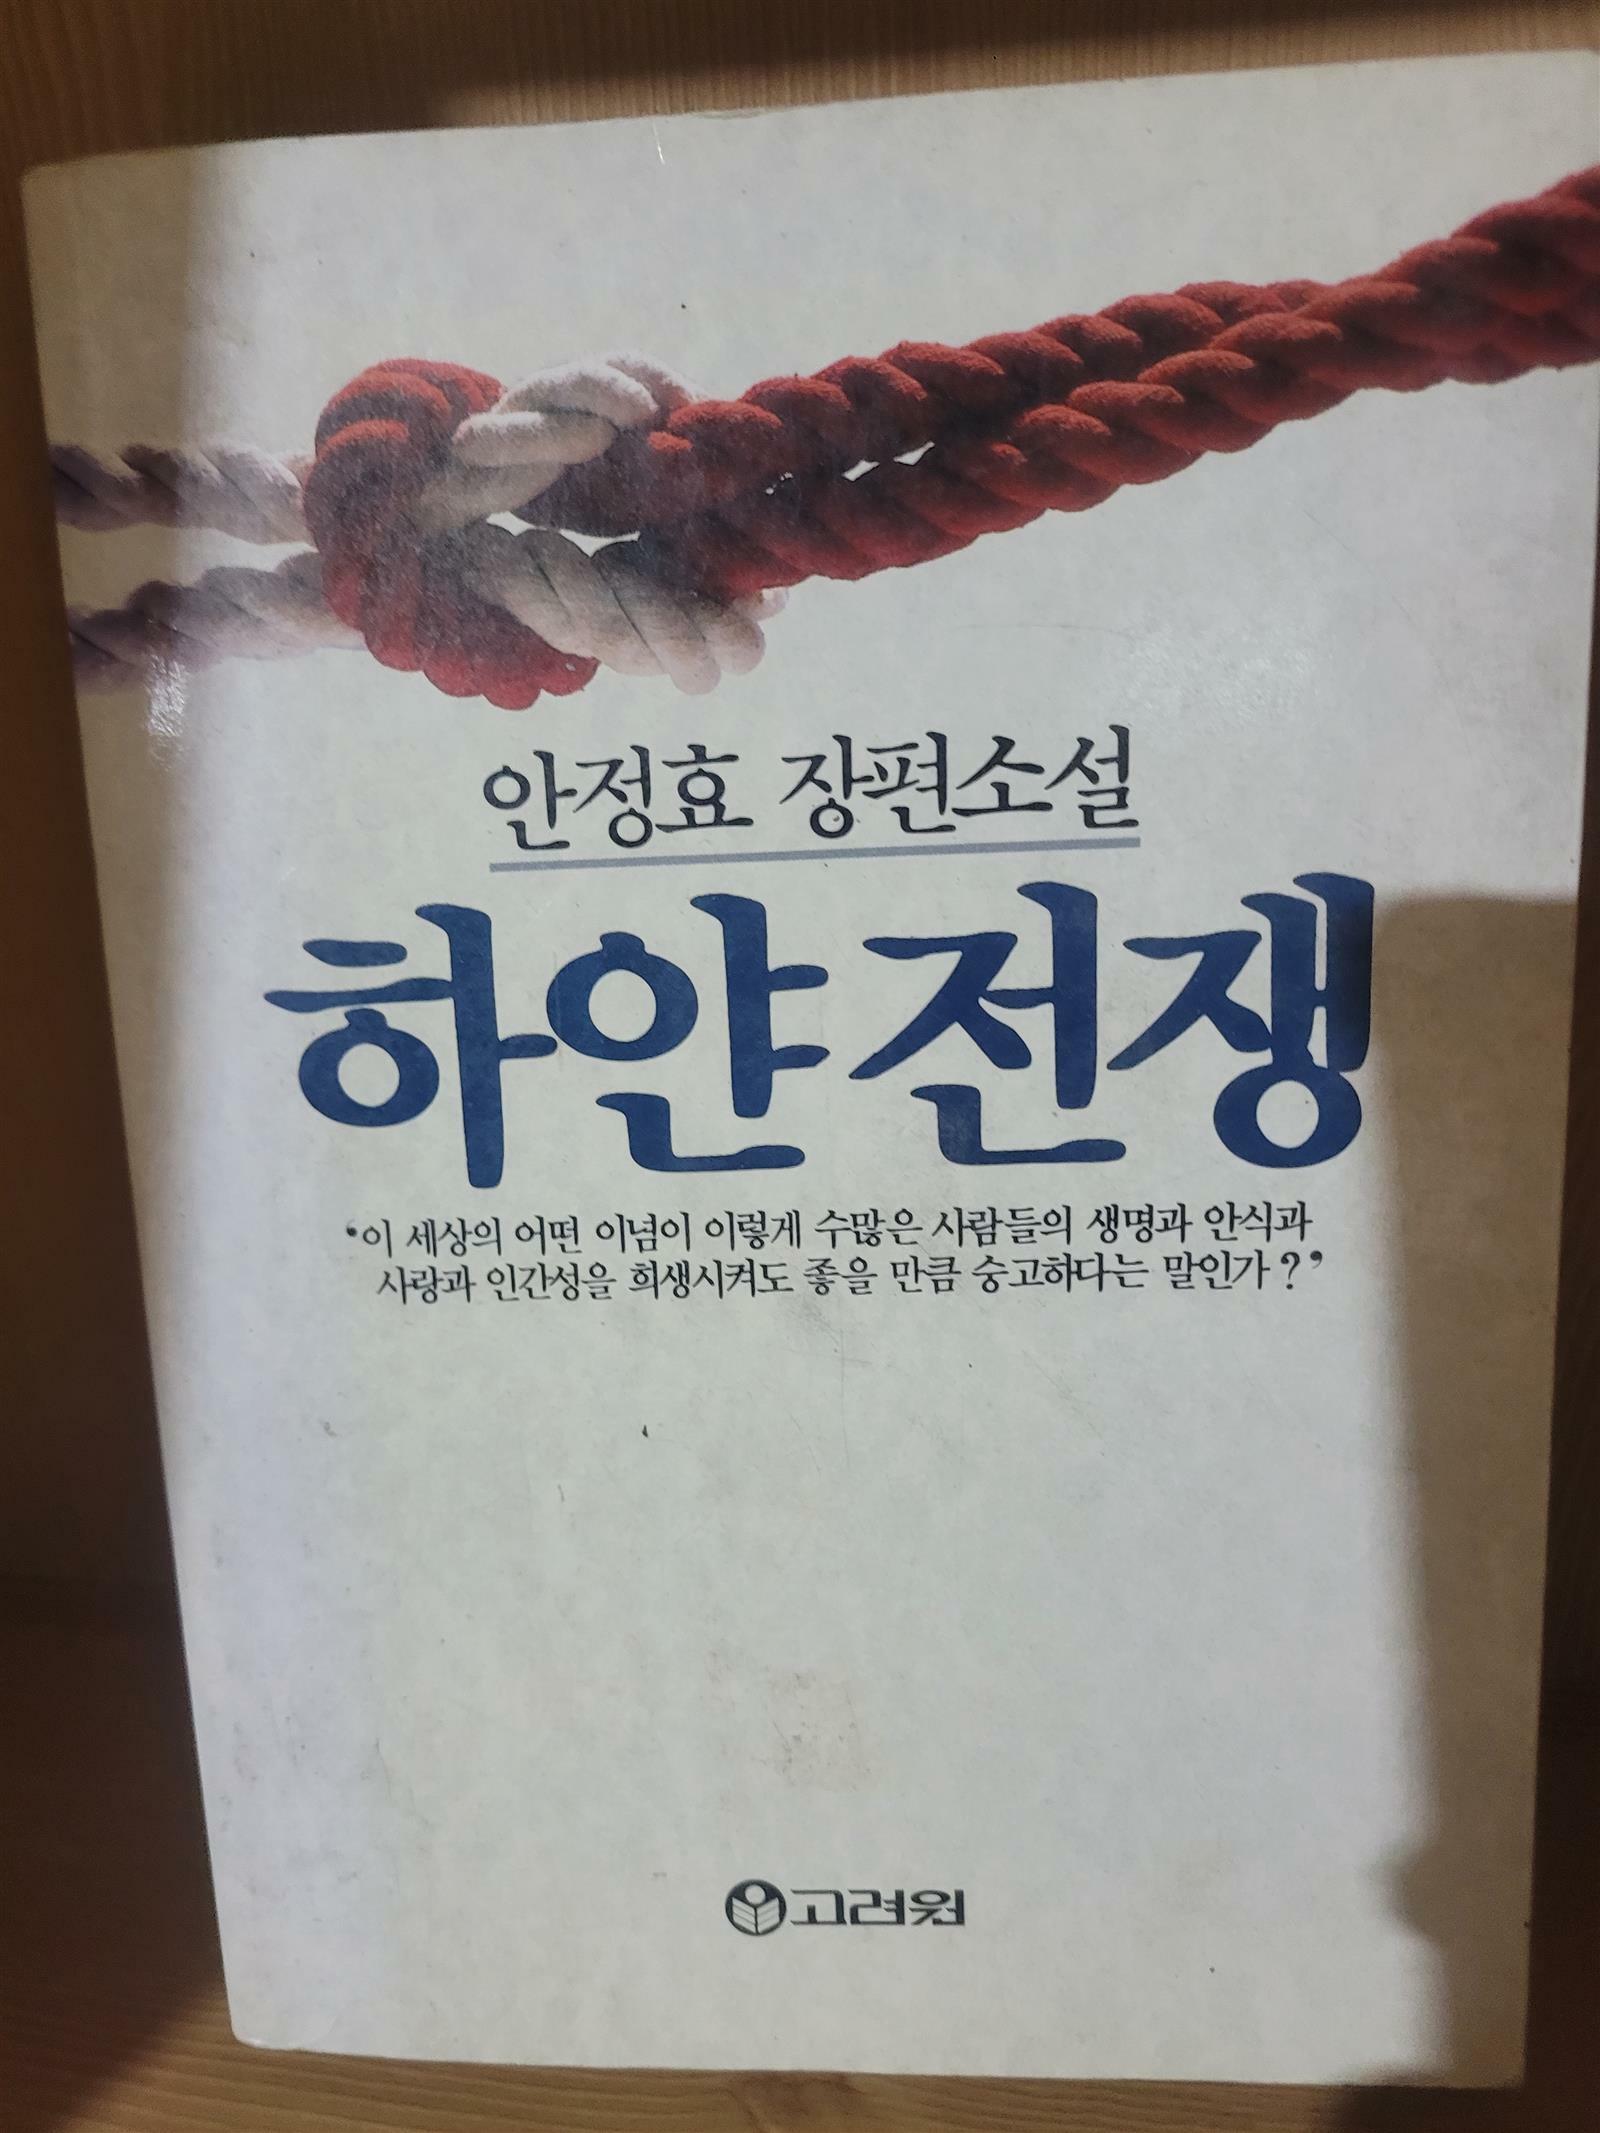 안정효 장편소설
하얀전쟁
‘이 세상의 어떤 이념이 이렇게 수많은 사람들의 생명과 안식과
사랑과 인간성을 희생시켜도 좋을 만큼 숭고하다는 말인가?’
고려원